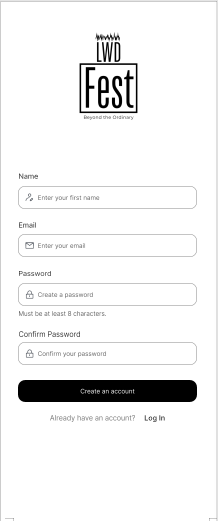 LWD
Fest
Beyond the Ordinary
Name
Enter your first name
Email
Enter your email
Password
Create a password
Must be at least 8 characters.
Confirm Password
Confirm your password
Create an account
Already have an account? Log In